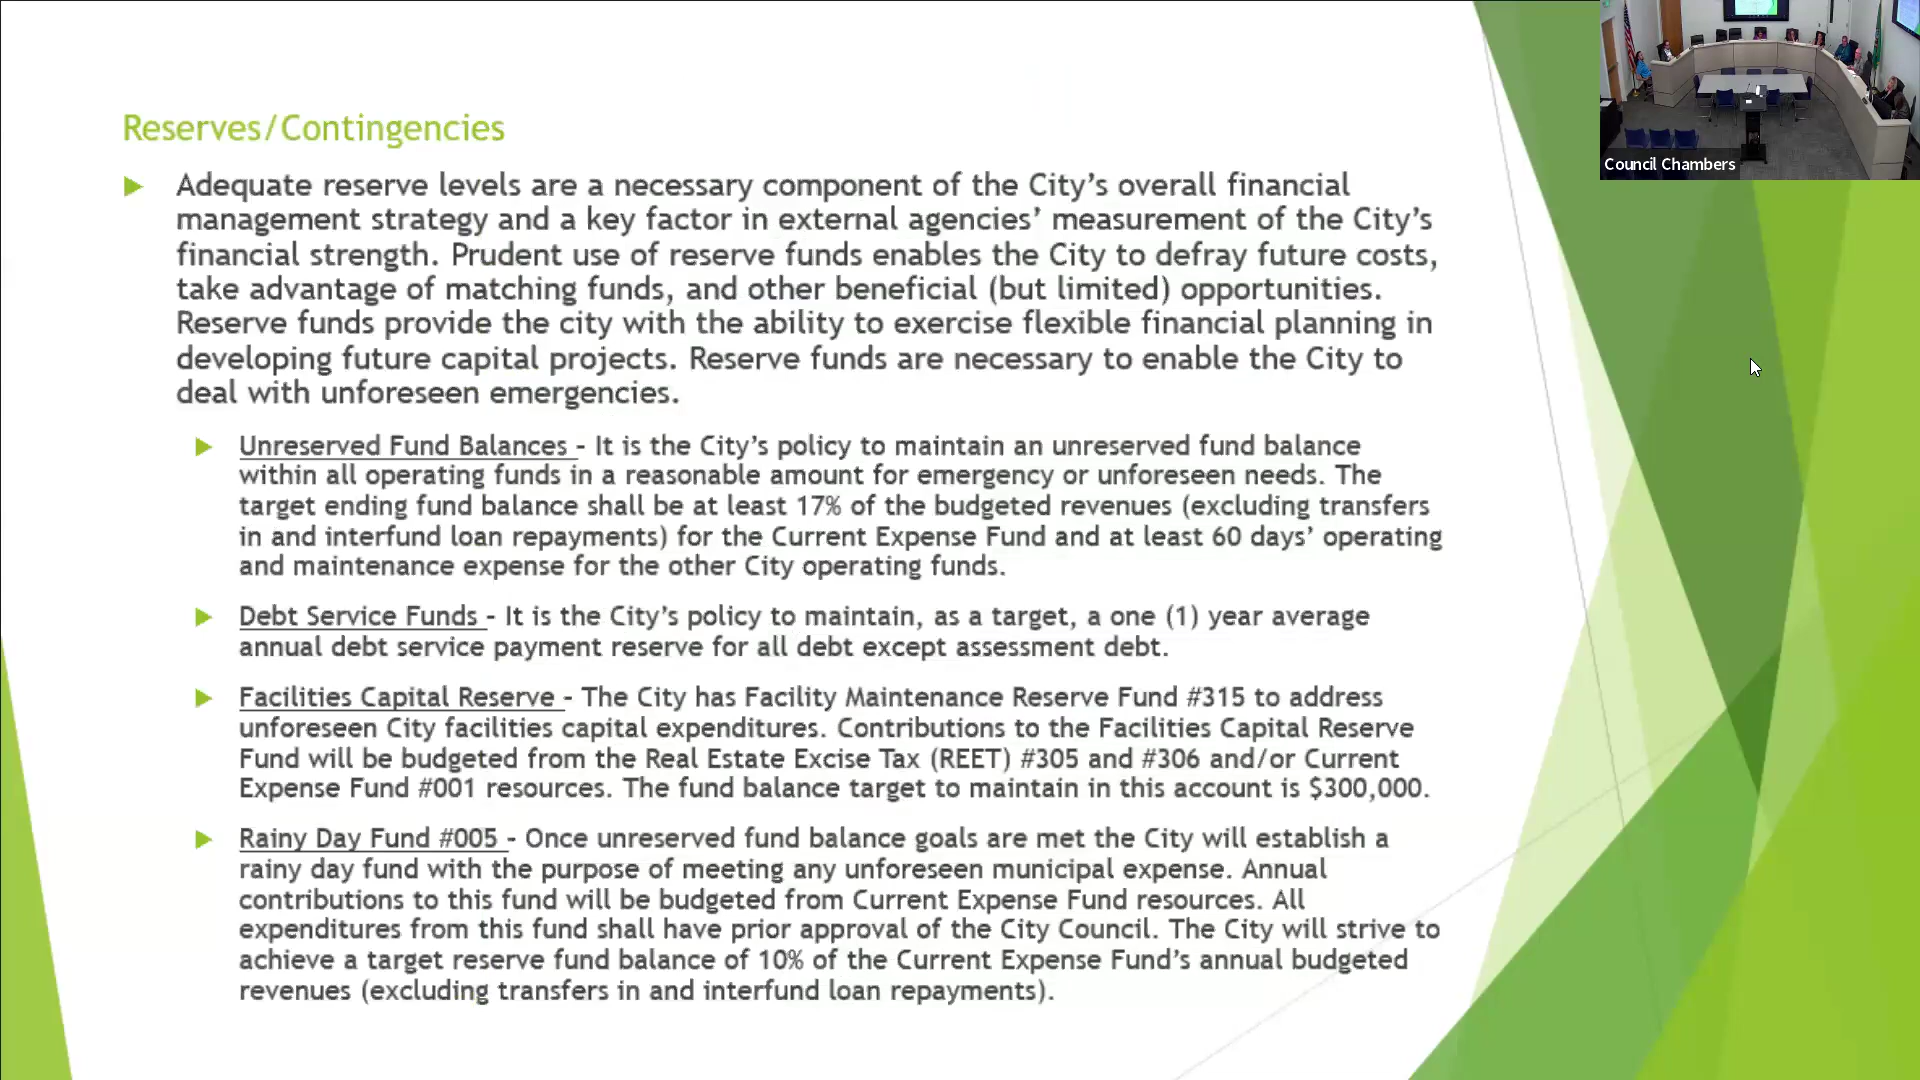 Reserves/Contingencies
Adequate reserve levels are a necessary component of the City’s overall financial
management strategy and a key factor in external agencies’ measurement of the City’s
financial strength. Prudent use of reserve funds enables the City to defray future costs,
take advantage of matching funds, and other beneficial (but limited) opportunities.
Reserve funds provide the city with the ability to exercise flexible financial planning in
developing future capital projects. Reserve funds are necessary to enable the City to
deal with unforeseen emergencies.
Unreserved Fund Balances - It is the City’s policy to maintain an unreserved fund balance
within all operating funds in a reasonable amount for emergency or unforeseen needs. The
target ending fund balance shall be at least 17% of the budgeted revenues (excluding transfers
in and interfund loan repayments) for the Current Expense Fund and at least 60 days’ operating
and maintenance expense for the other City operating funds.
Debt Service Funds - It is the City’s policy to maintain, as a target, a one (1) year average
annual debt service payment reserve for all debt except assessment debt.
Facilities Capital Reserve - The City has Facility Maintenance Reserve Fund #315 to address
unforeseen City facilities capital expenditures. Contributions to the Facilities Capital Reserve
Fund will be budgeted from the Real Estate Excise Tax (REET) #305 and #306 and/or Current
Expense Fund #001 resources. The fund balance target to maintain in this account is $300,000.
Rainy Day Fund #005 - Once unreserved fund balance goals are met the City will establish a
rainy day fund with the purpose of meeting any unforeseen municipal expense. Annual
contributions to this fund will be budgeted from Current Expense Fund resources. All
expenditures from this fund shall have prior approval of the City Council. The City will strive to
achieve a target reserve fund balance of 10% of the Current Expense Fund’s annual budgeted
revenues (excluding transfers in and interfund loan repayments).
Council Chambers